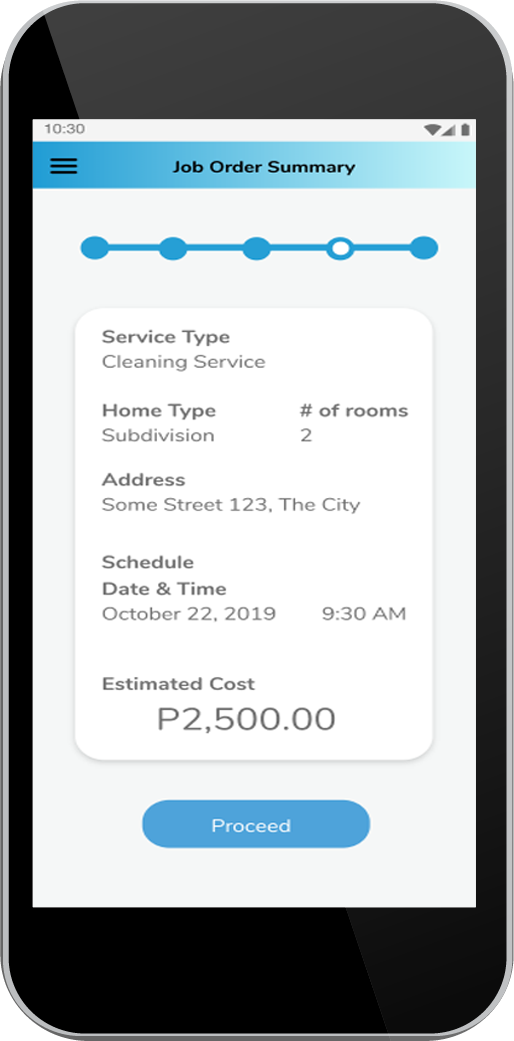 10:30
Job Order Summary
Service Type
Cleaning Service
Home Type # of rooms
Subdivision 2
Address
Some Street 123, The City
Schedule
Date & Time
October 22, 2019 9:30 AM
Estimated Cost
P2,500.00
Proceed